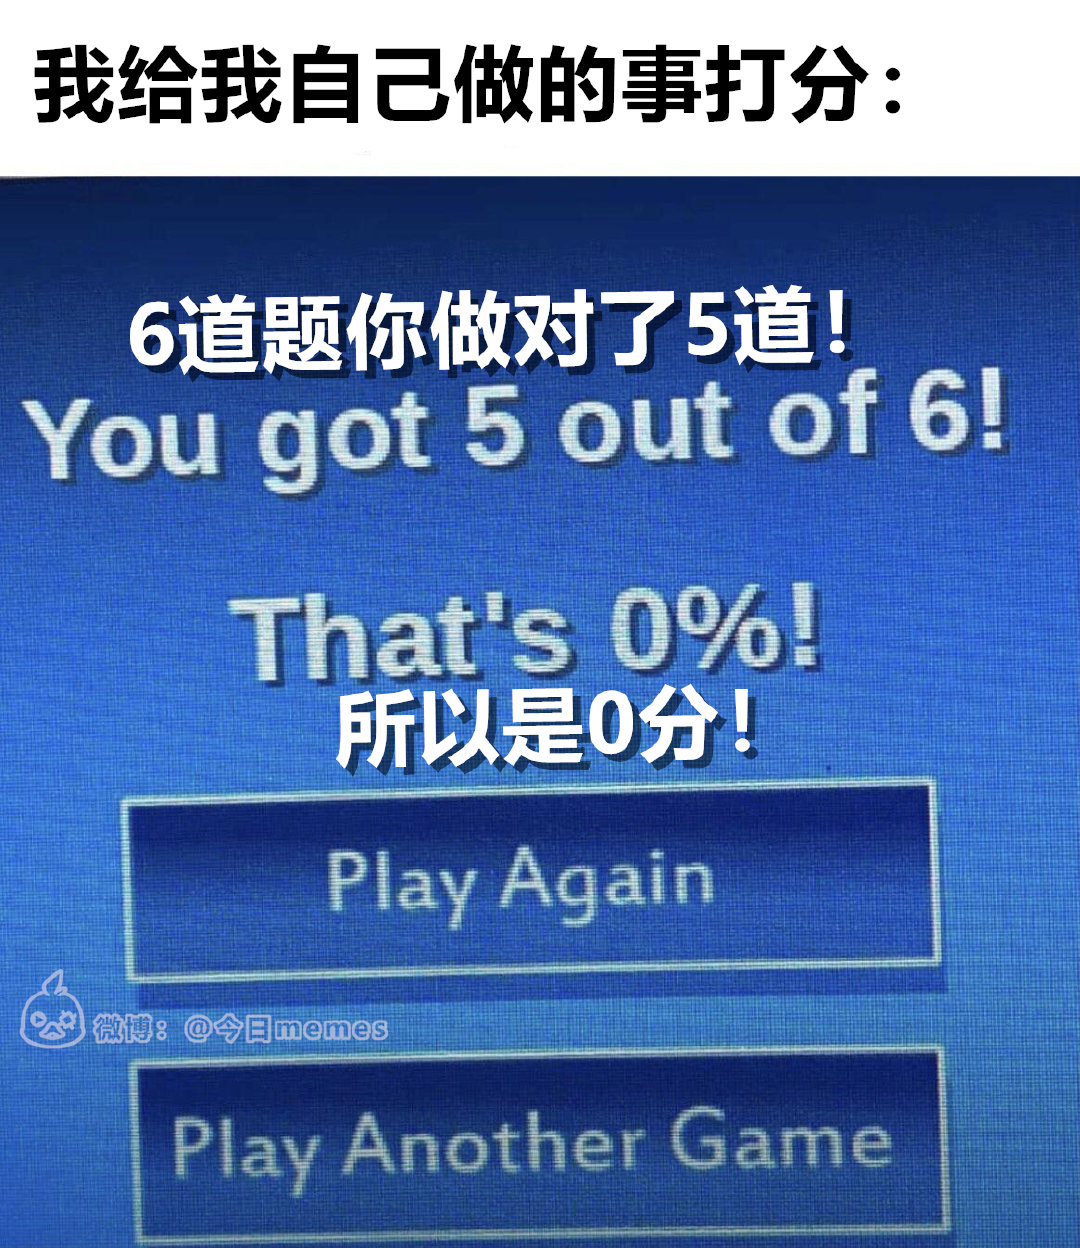 我给我自己做的事打分：
6道题你做对了5道！
You got 5 out of 6!
That's 0%!
所以是0分！
Play Again
微博：@今日memes
Play Another Game